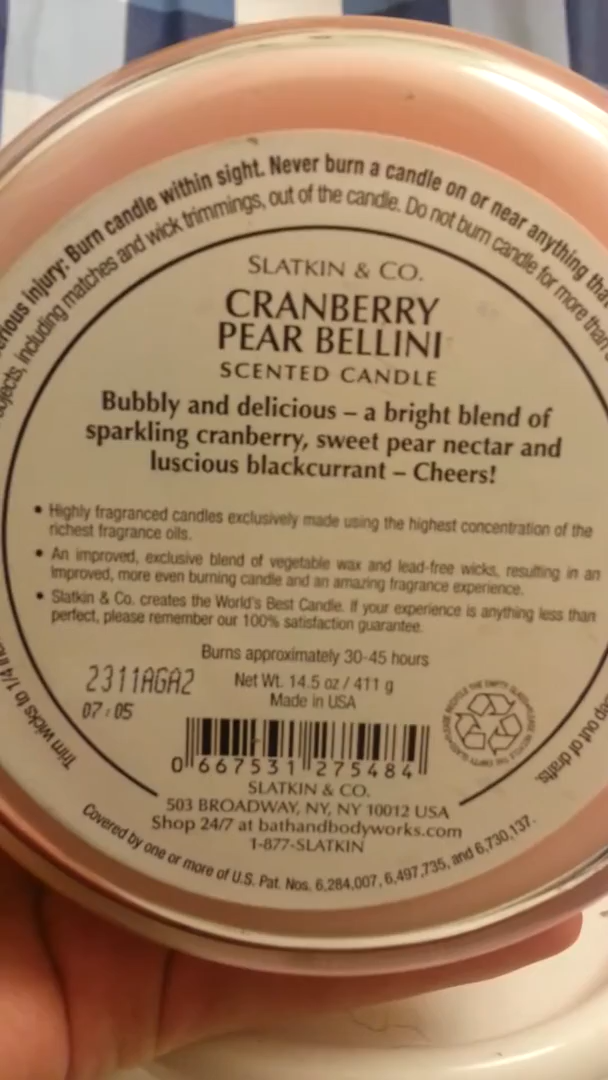 rious injury: Burn candle within sight. Never burn a candle on or near anything that
objects, including matches and wick trimmings, out of the candle. Do not burn candle for more than
SLATKIN & CO.
CRANBERRY
PEAR BELLINI
SCENTED CANDLE
Bubbly and delicious – a bright blend of
sparkling cranberry, sweet pear nectar and
luscious blackcurrant – Cheers!
• Highly fragranced candles exclusively made using the highest concentration of the
richest fragrance oils.
• An improved, exclusive blend of vegetable wax and lead-free wicks, resulting in an
improved, more even burning candle and an amazing fragrance experience.
• Slatkin & Co. creates the World's Best Candle. If your experience is anything less than
perfect, please remember our 100% satisfaction guarantee.
Burns approximately 30-45 hours
2311AGA2
Net Wt. 14.5 oz / 411 g
07:05
Made in USA
0 667531 275484
SLATKIN & CO.
503 BROADWAY, NY, NY 10012 USA
Shop 24/7 at bathandbodyworks.com
1-877-SLATKIN
Trim wicks to 1/4
eep out of drafts.
Covered by one or more of U.S. Pat. Nos. 6,284,007, 6,497,735, and 6,730,137.